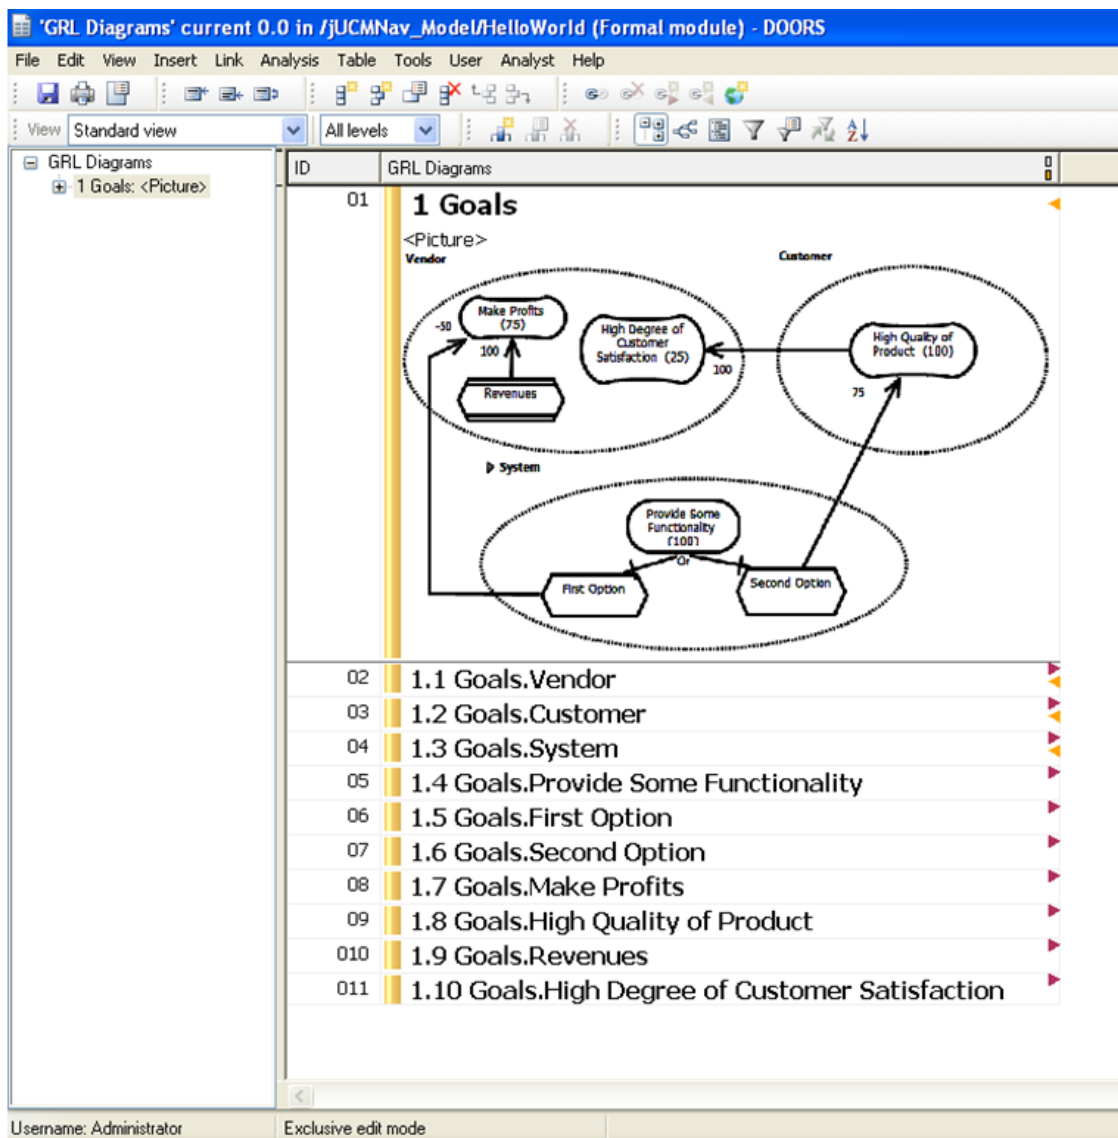 'GRL Diagrams' current 0.0 in /jUCMNav_Model/HelloWorld (Formal module) - DOORS
File Edit View Insert Link Analysis Table Tools User Analyst Help
View Standard view All levels
GRL Diagrams
1 Goals: <Picture>
ID GRL Diagrams
01 1 Goals
<Picture>
Vendor
Customer
Make Profits
(75)
-50
100
Revenues
High Degree of
Customer
Satisfaction (25)
100
High Quality of
Product (100)
75
System
Provide Some
Functionality
(100)
Or
First Option
Second Option
02 1.1 Goals.Vendor
03 1.2 Goals.Customer
04 1.3 Goals.System
05 1.4 Goals.Provide Some Functionality
06 1.5 Goals.First Option
07 1.6 Goals.Second Option
08 1.7 Goals.Make Profits
09 1.8 Goals.High Quality of Product
010 1.9 Goals.Revenues
011 1.10 Goals.High Degree of Customer Satisfaction
Username: Administrator Exclusive edit mode